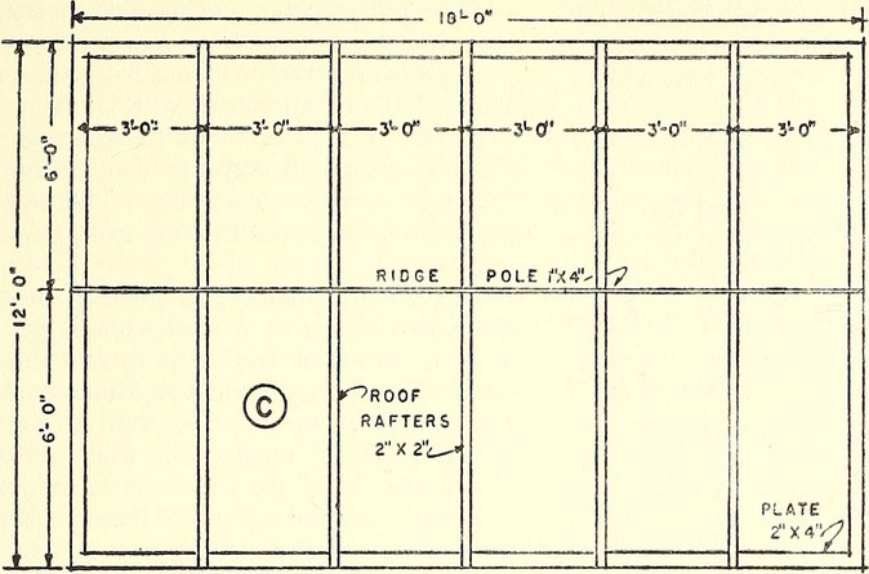 18'-0"
3'-0"
3'-0"
3'-0"
3'-0"
3'-0"
3'-0"
6'-0"
12'-0"
RIDGE POLE 1"X4"
C
ROOF
RAFTERS
2" X 2"
6'-0"
PLATE
2" X 4"